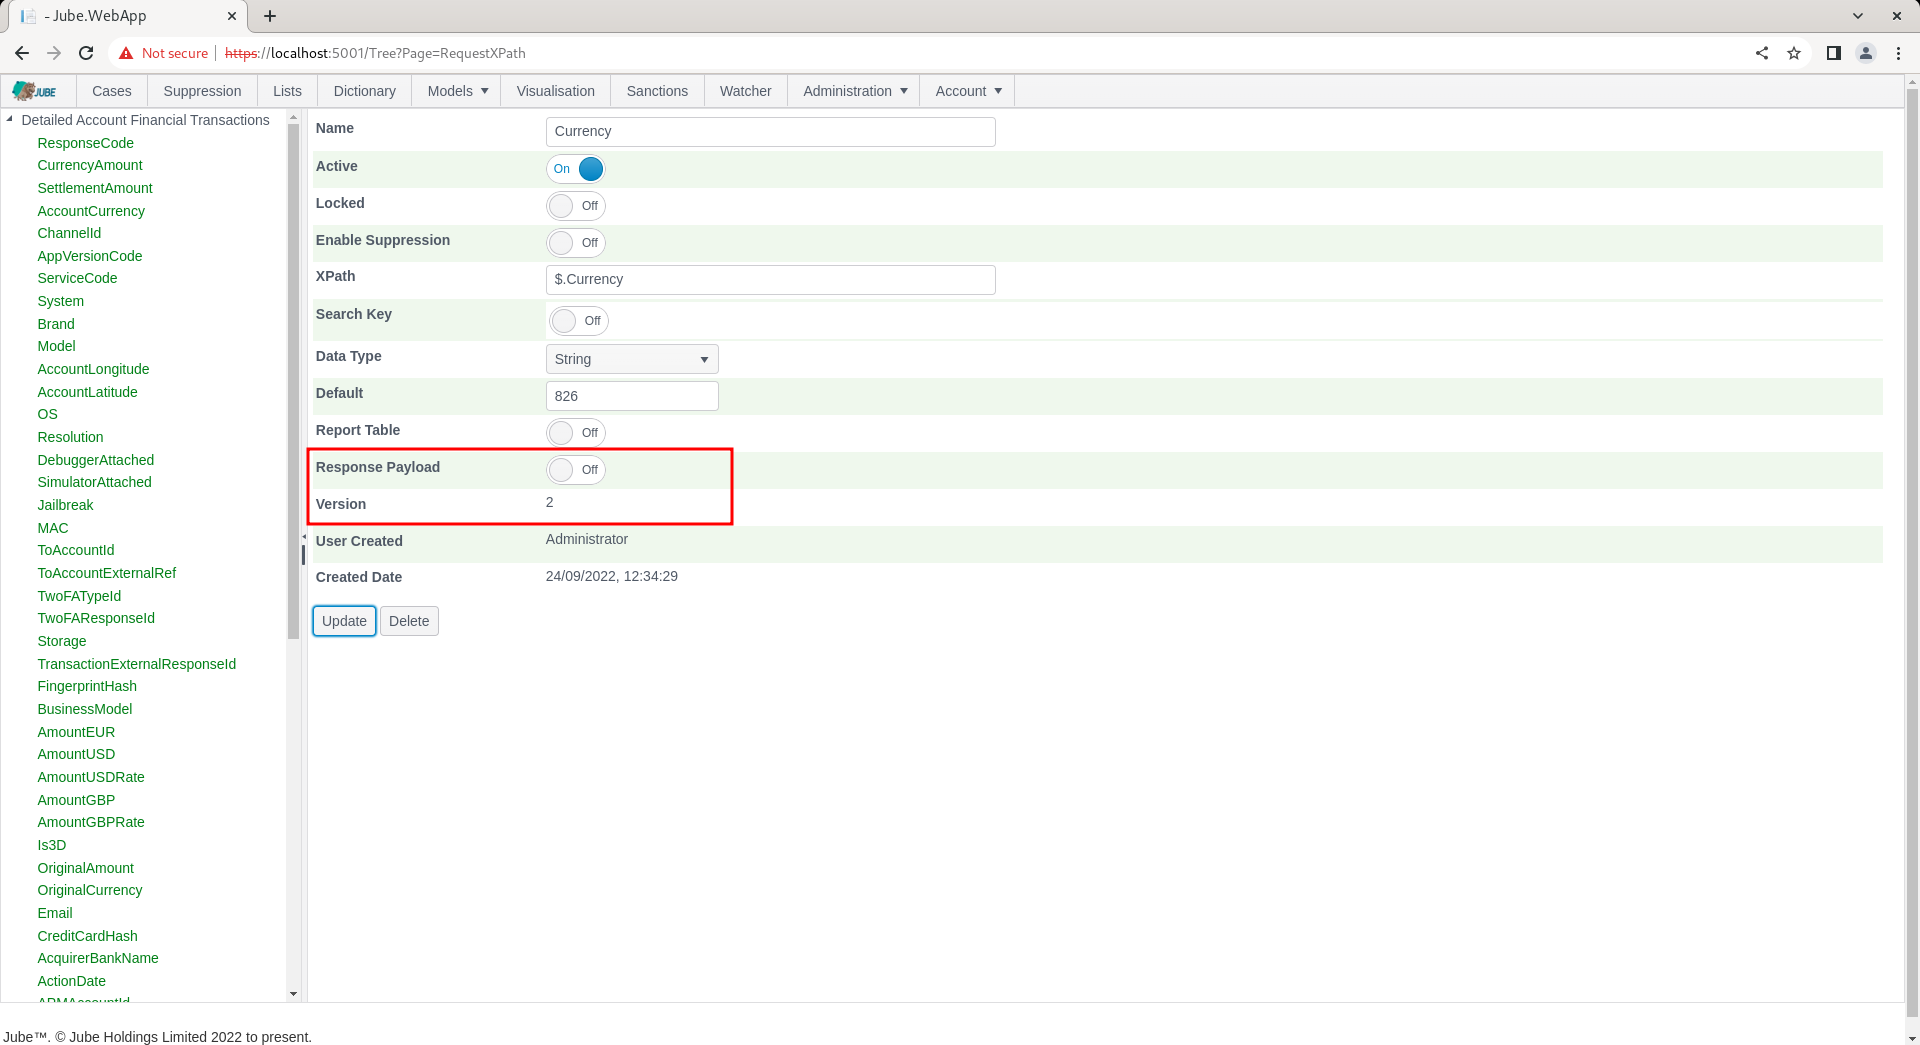 - Jube.WebApp
Not secure https://localhost:5001/Tree?Page=RequestXPath
JUBE Cases Suppression Lists Dictionary Models Visualisation Sanctions Watcher Administration Account
Detailed Account Financial Transactions
ResponseCode
CurrencyAmount
SettlementAmount
AccountCurrency
ChannelId
AppVersionCode
ServiceCode
System
Brand
Model
AccountLongitude
AccountLatitude
OS
Resolution
DebuggerAttached
SimulatorAttached
Jailbreak
MAC
ToAccountId
ToAccountExternalRef
TwoFATypeId
TwoFAResponseId
Storage
TransactionExternalResponseId
FingerprintHash
BusinessModel
AmountEUR
AmountUSD
AmountUSDRate
AmountGBP
AmountGBPRate
Is3D
OriginalAmount
OriginalCurrency
Email
CreditCardHash
AcquirerBankName
ActionDate
APMAccountId
Name Currency
Active On
Locked Off
Enable Suppression Off
XPath $.Currency
Search Key Off
Data Type String
Default 826
Report Table Off
Response Payload Off
Version 2
User Created Administrator
Created Date 24/09/2022, 12:34:29
Update Delete
Jube™. © Jube Holdings Limited 2022 to present.